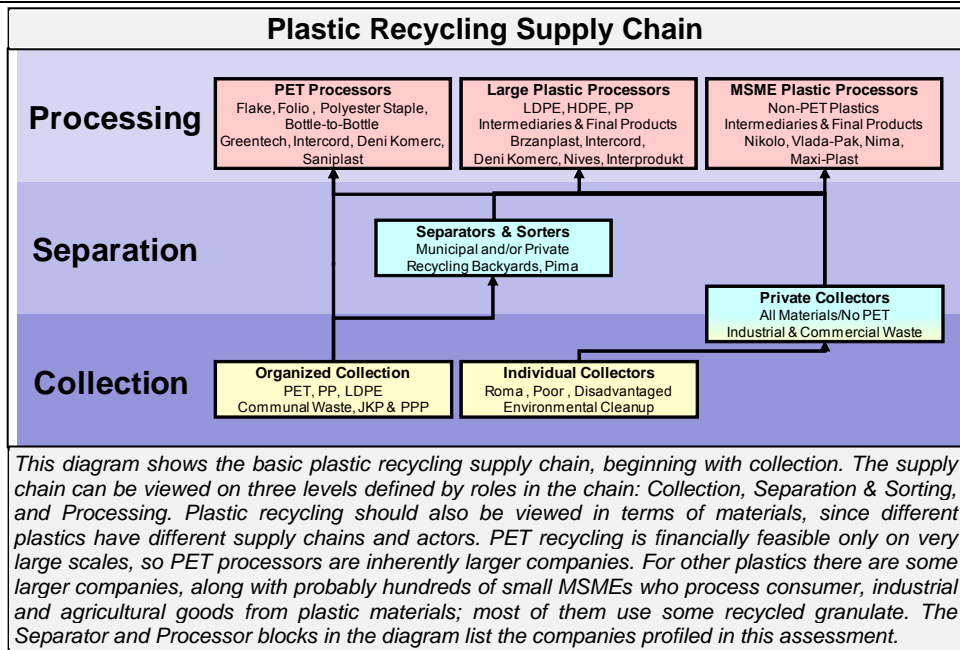 Plastic Recycling Supply Chain
Processing
PET Processors
Flake, Folio , Polyester Staple,
Bottle-to-Bottle
Greentech, Intercord, Deni Komerc,
Saniplast
Large Plastic Processors
LDPE, HDPE, PP
Intermediaries & Final Products
Brzanplast, Intercord,
Deni Komerc, Nives, Interprodukt
MSME Plastic Processors
Non-PET Plastics
Intermediaries & Final Products
Nikolo, Vlada-Pak, Nima,
Maxi-Plast
Separation
Separators & Sorters
Municipal and/or Private
Recycling Backyards, Pima
Private Collectors
All Materials/No PET
Industrial & Commercial Waste
Collection
Organized Collection
PET, PP, LDPE
Communal Waste, JKP & PPP
Individual Collectors
Roma , Poor , Disadvantaged
Environmental Cleanup
This diagram shows the basic plastic recycling supply chain, beginning with collection. The supply
chain can be viewed on three levels defined by roles in the chain: Collection, Separation & Sorting,
and Processing. Plastic recycling should also be viewed in terms of materials, since different
plastics have different supply chains and actors. PET recycling is financially feasible only on very
large scales, so PET processors are inherently larger companies. For other plastics there are some
larger companies, along with probably hundreds of small MSMEs who process consumer, industrial
and agricultural goods from plastic materials; most of them use some recycled granulate. The
Separator and Processor blocks in the diagram list the companies profiled in this assessment.